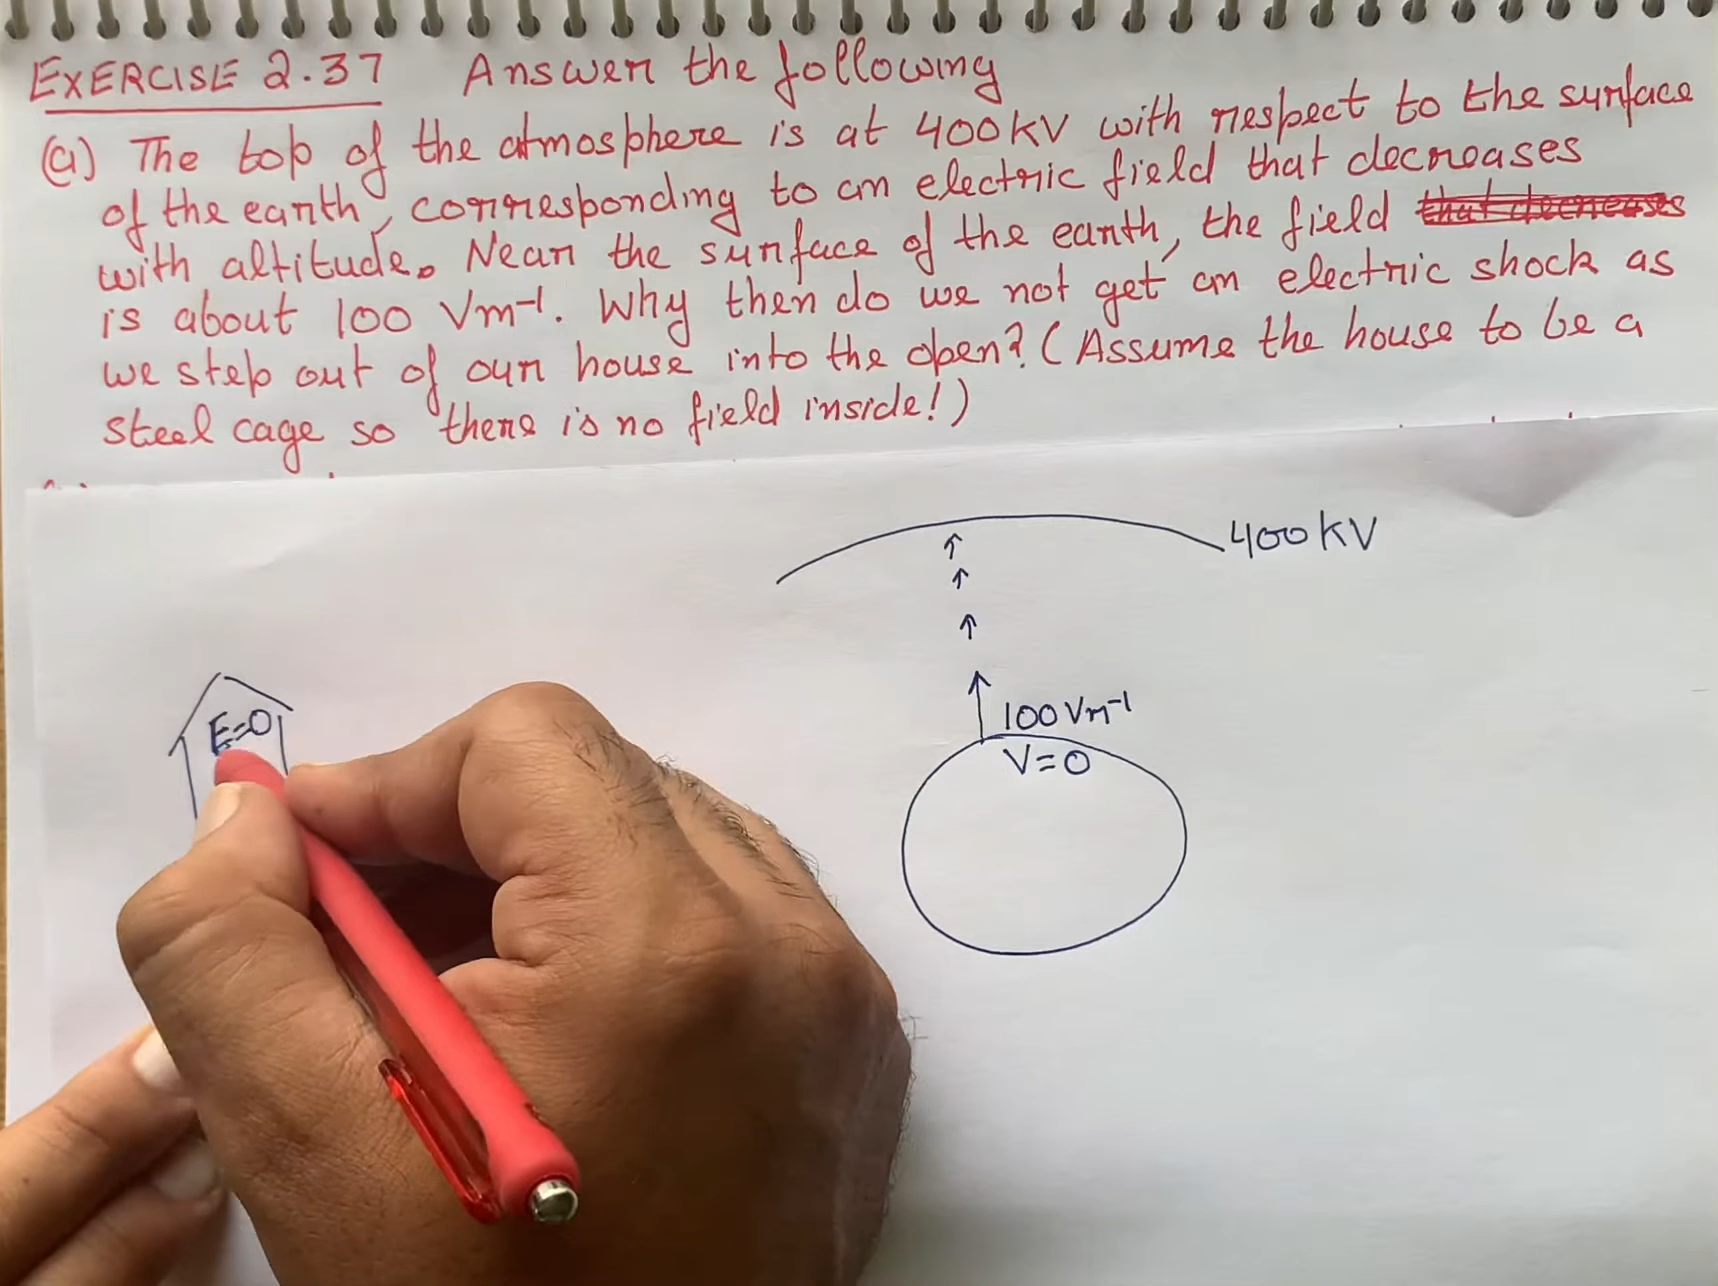 EXERCISE 2.37 Answer the following
(a) The top of the atmosphere is at 400kV with respect to the surface
of the earth, corresponding to an electric field that decreases
with altitude. Near the surface of the earth, the field that decreases
is about 100 Vm⁻¹. Why then do we not get an electric shock as
we step out of our house into the open? (Assume the house to be a
steel cage so there is no field inside!)
400kV
100Vm⁻¹
E=0
V=0